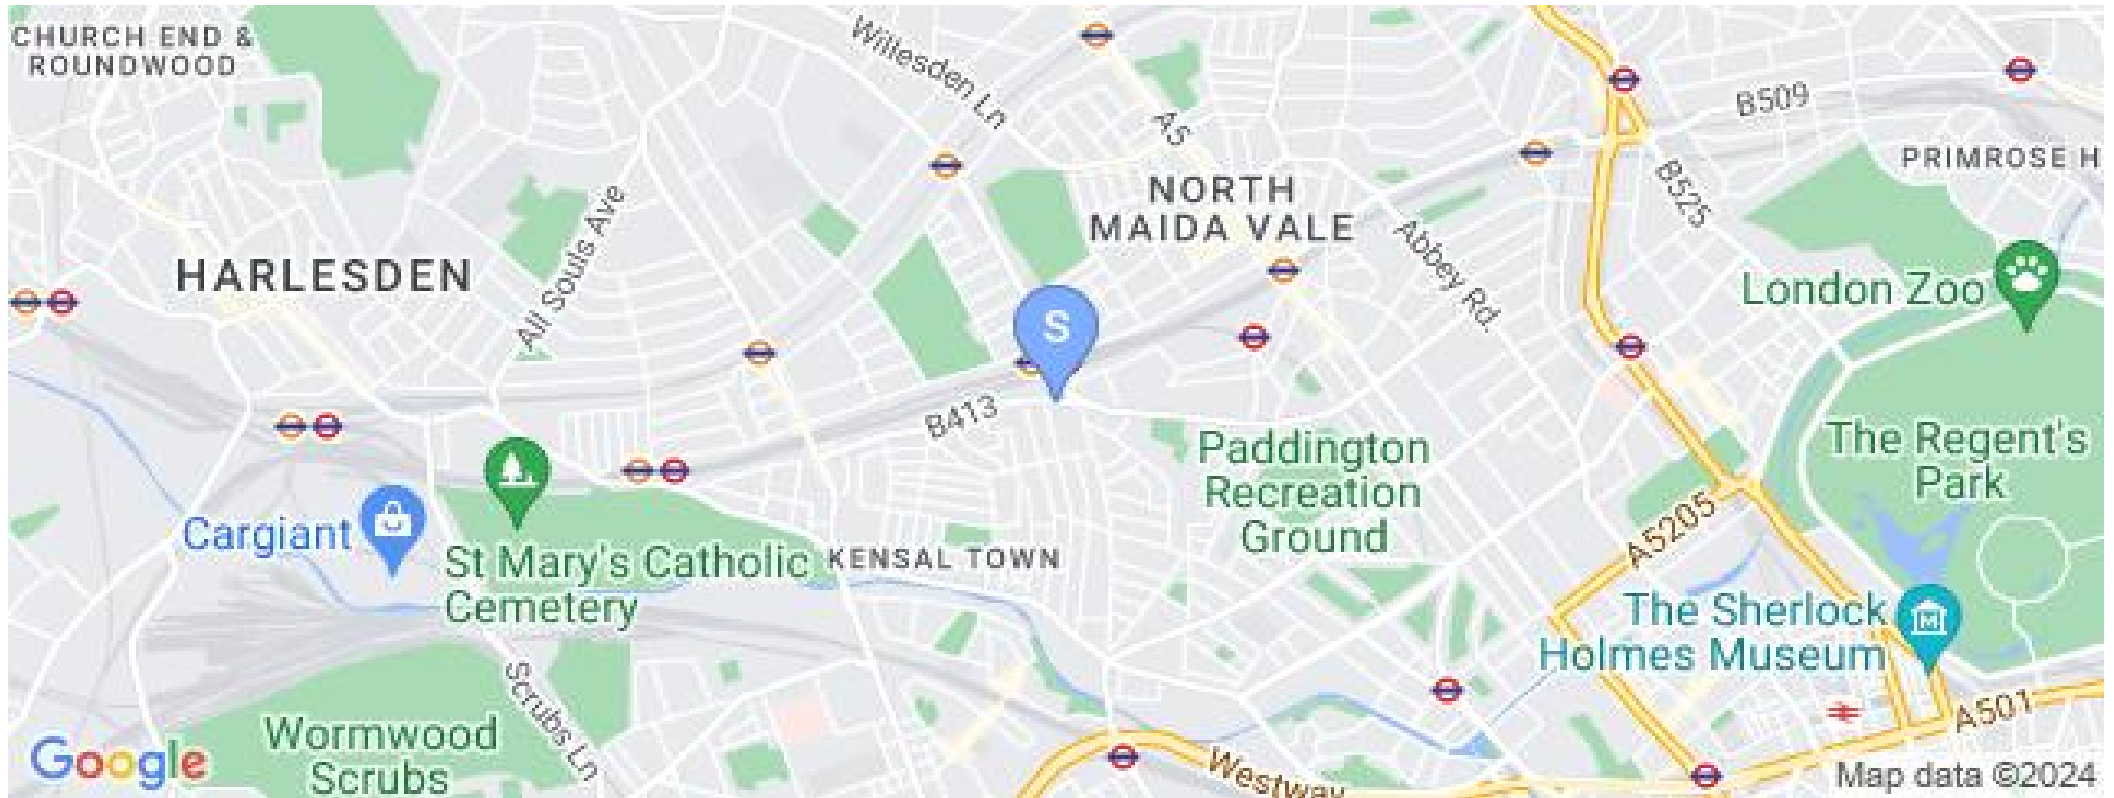 CHURCH END &
ROUNDWOOD
Willesden Ln
A5
B509
PRIMROSE H
B525
NORTH
MAIDA VALE
All Souls Ave
HARLESDEN
Abbey Rd.
London Zoo
S
B413
The Regent's
Park
Paddington
Recreation
Ground
Cargiant
St Mary's Catholic
Cemetery
KENSAL TOWN
A5205
The Sherlock
Holmes Museum
M
Scrubs Ln
Wormwood
Scrubs
A501
Westway
Google
Map data ©2024